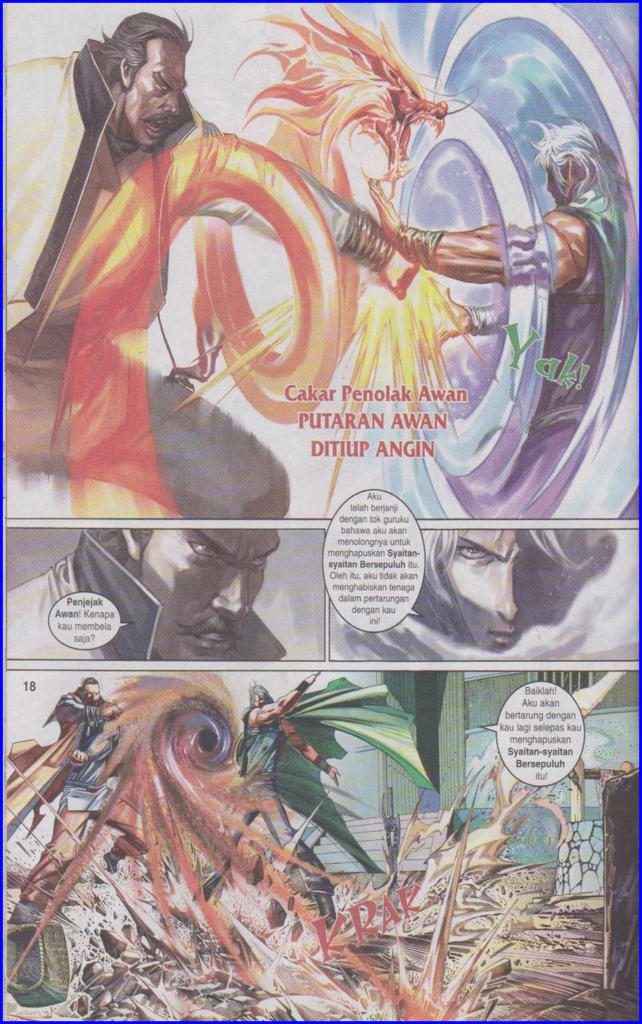 Yak!
Cakar Penolak Awan
PUTARAN AWAN
DITIUP ANGIN
Penjejak
Awan! Kenapa
kau membela
saja?
Aku
telah berjanji
dengan tok guruku
bahawa aku akan
menolongnya untuk
menghapuskan Syaitan-
syaitan Bersepuluh itu.
Oleh itu, aku tidak akan
menghabiskan tenaga
dalam pertarungan
dengan kau
ini!
18
Baiklah!
Aku akan
bertarung dengan
kau lagi selepas kau
menghapuskan
Syaitan-syaitan
Bersepuluh
itu!
KRAK